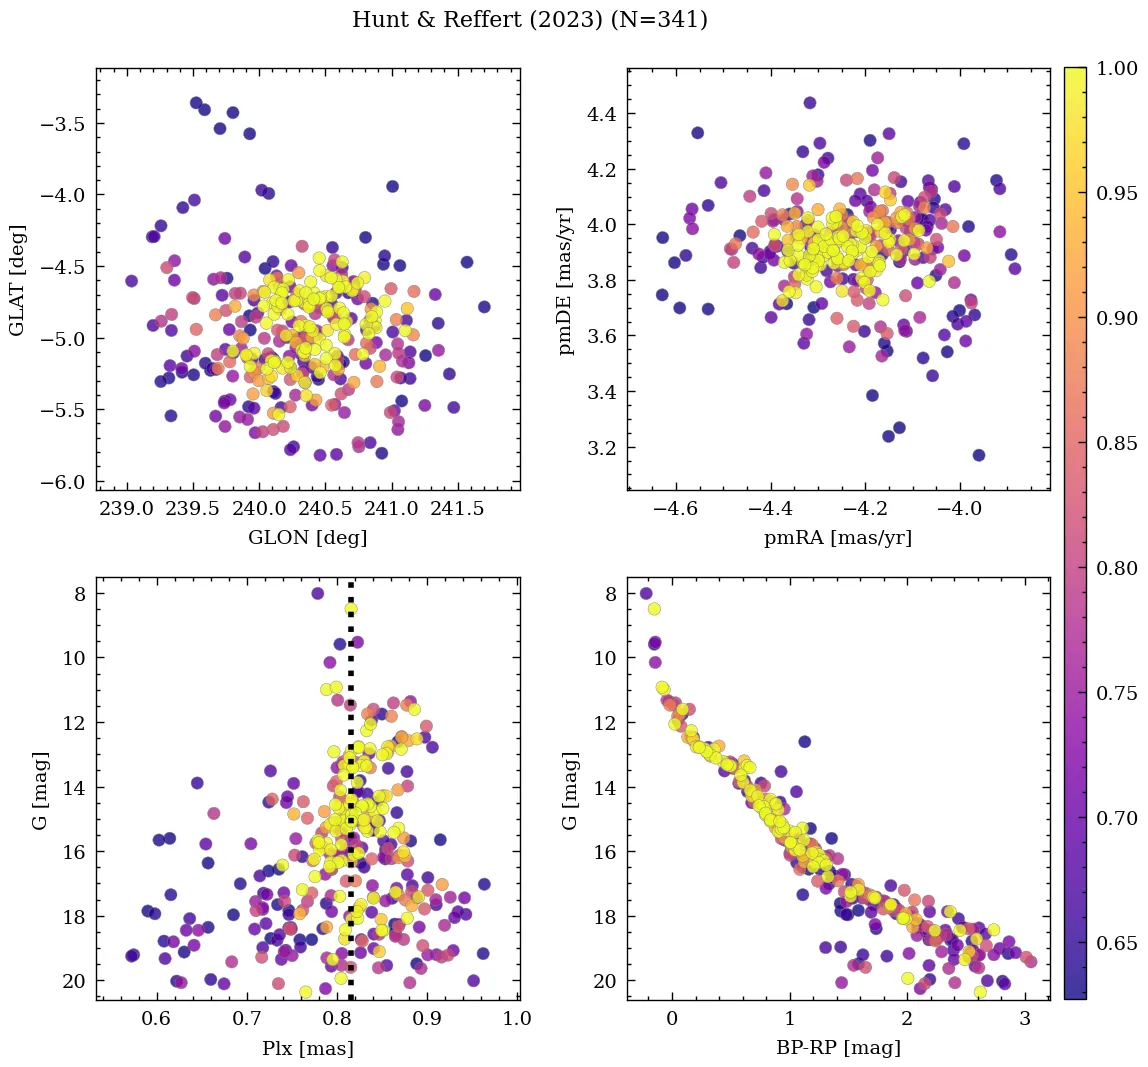 Hunt & Reffert (2023) (N=341)
−3.5
−4.0
−4.5
−5.0
−5.5
−6.0
GLAT [deg]
239.0 239.5 240.0 240.5 241.0 241.5
GLON [deg]
4.4
4.2
4.0
3.8
3.6
3.4
3.2
pmDE [mas/yr]
−4.6 −4.4 −4.2 −4.0
pmRA [mas/yr]
8
10
12
14
16
18
20
G [mag]
0.6 0.7 0.8 0.9 1.0
Plx [mas]
8
10
12
14
16
18
20
G [mag]
0 1 2 3
BP-RP [mag]
1.00
0.95
0.90
0.85
0.80
0.75
0.70
0.65